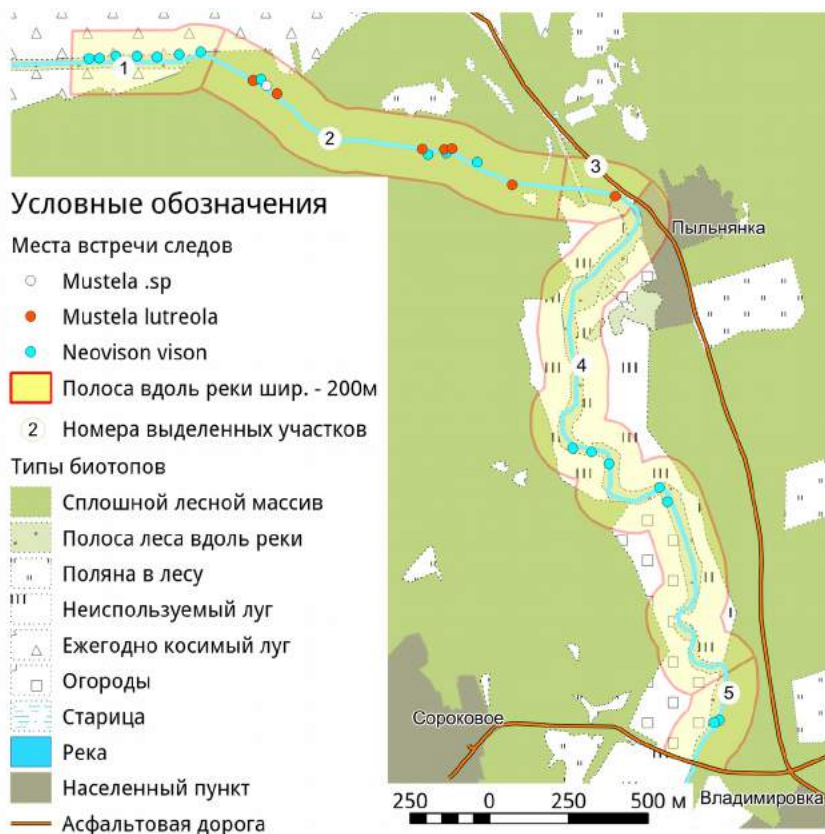 1
2
3
Пыльнянка
4
5
Сороковое
Владимировка
Условные обозначения
Места встречи следов
Mustela .sp
Mustela lutreola
Neovison vison
Полоса вдоль реки шир. - 200м
2 Номера выделенных участков
Типы биотопов
Сплошной лесной массив
Полоса леса вдоль реки
Поляна в лесу
Неиспользуемый луг
Ежегодно косимый луг
Огороды
Старица
Река
Населенный пункт
Асфальтовая дорога
250 0 250 500 м